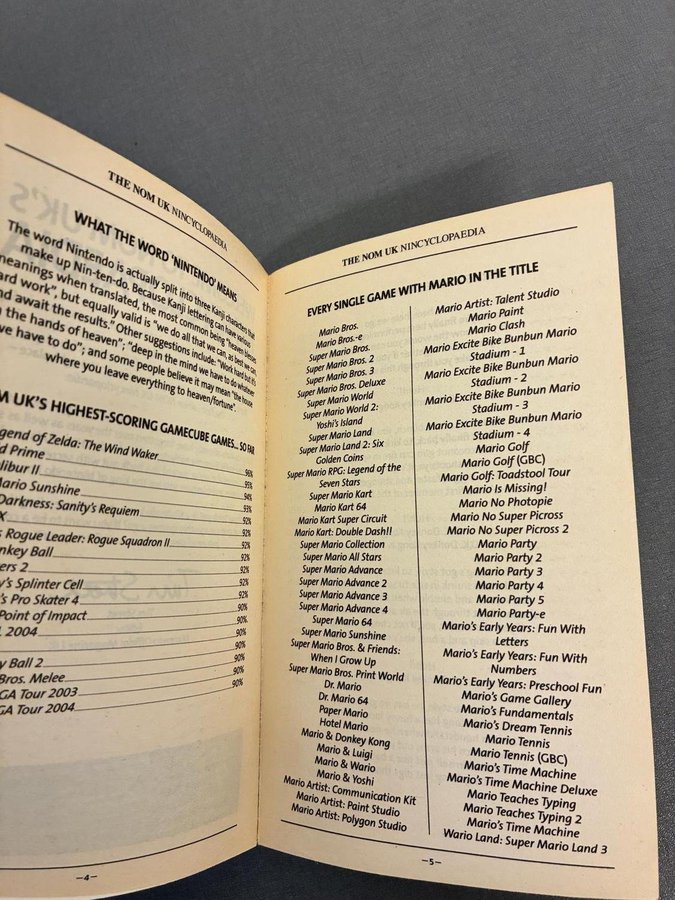 THE NOM UK NINCYCLOPAEDIA
WHAT THE WORD 'NINTENDO' MEANS
The word Nintendo is actually split into three Kanji characters that
make up Nin-ten-do. Because Kanji lettering can have various
meanings when translated, the most common being "heaven blesses
ard work", but equally valid is "we do all that we can, as best we can,
nd await the results." Other suggestions include: "Work hard but it's
n the hands of heaven"; "deep in the mind we have to do whatever
we have to do"; and some people believe it may mean "the house
where you leave everything to heaven/fortune".
M UK'S HIGHEST-SCORING GAMECUBE GAMES... SO FAR
egend of Zelda: The Wind Waker 96%
d Prime 95%
alibur II 94%
Mario Sunshine 93%
Darkness: Sanity's Requiem 92%
X 92%
s Rogue Leader: Rogue Squadron II 92%
onkey Ball 92%
ers 2 92%
y's Splinter Cell 92%
's Pro Skater 4 92%
Point of Impact 90%
2004 90%
y Ball 2 90%
Bros. Melee 90%
GA Tour 2003 90%
GA Tour 2004 90%
–4–
THE NOM UK NINCYCLOPAEDIA
EVERY SINGLE GAME WITH MARIO IN THE TITLE
Mario Bros.
Mario Bros.-e
Super Mario Bros.
Super Mario Bros. 2
Super Mario Bros. 3
Super Mario Bros. Deluxe
Super Mario World
Super Mario World 2:
Yoshi's Island
Super Mario Land
Super Mario Land 2: Six
Golden Coins
Super Mario RPG: Legend of the
Seven Stars
Super Mario Kart
Mario Kart 64
Mario Kart Super Circuit
Mario Kart: Double Dash!!
Super Mario Collection
Super Mario All Stars
Super Mario Advance
Super Mario Advance 2
Super Mario Advance 3
Super Mario Advance 4
Super Mario 64
Super Mario Sunshine
Super Mario Bros. & Friends:
When I Grow Up
Super Mario Bros. Print World
Dr. Mario
Dr. Mario 64
Paper Mario
Hotel Mario
Mario & Donkey Kong
Mario & Luigi
Mario & Wario
Mario & Yoshi
Mario Artist: Communication Kit
Mario Artist: Paint Studio
Mario Artist: Polygon Studio
Mario Artist: Talent Studio
Mario Paint
Mario Clash
Mario Excite Bike Bunbun Mario
Stadium - 1
Mario Excite Bike Bunbun Mario
Stadium - 2
Mario Excite Bike Bunbun Mario
Stadium - 3
Mario Excite Bike Bunbun Mario
Stadium - 4
Mario Golf
Mario Golf (GBC)
Mario Golf: Toadstool Tour
Mario Is Missing!
Mario No Photopie
Mario No Super Picross
Mario No Super Picross 2
Mario Party
Mario Party 2
Mario Party 3
Mario Party 4
Mario Party 5
Mario Party-e
Mario's Early Years: Fun With
Letters
Mario's Early Years: Fun With
Numbers
Mario's Early Years: Preschool Fun
Mario's Game Gallery
Mario's Fundamentals
Mario's Dream Tennis
Mario Tennis
Mario Tennis (GBC)
Mario's Time Machine
Mario's Time Machine Deluxe
Mario Teaches Typing
Mario Teaches Typing 2
Mario's Time Machine
Wario Land: Super Mario Land 3
–5–